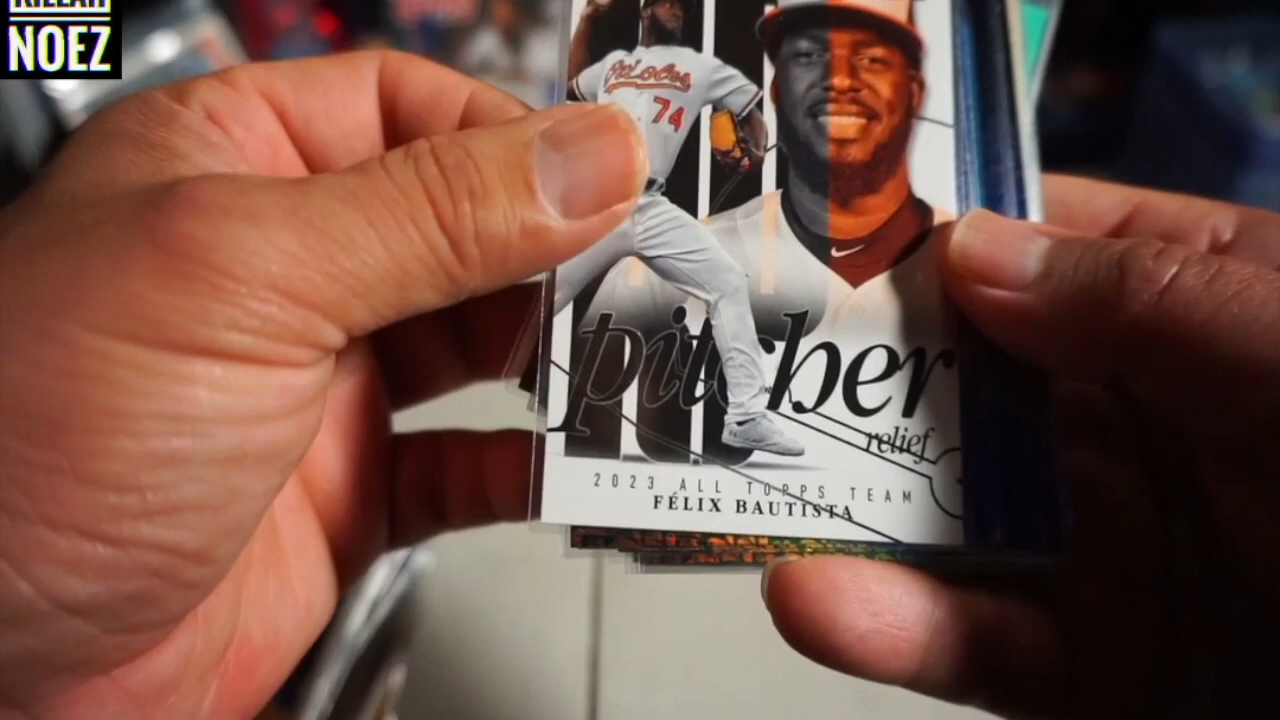 KILLAH
NOEZ
Orioles
74
pitcher
relief
2023 ALL TOPPS TEAM
FÉLIX BAUTISTA